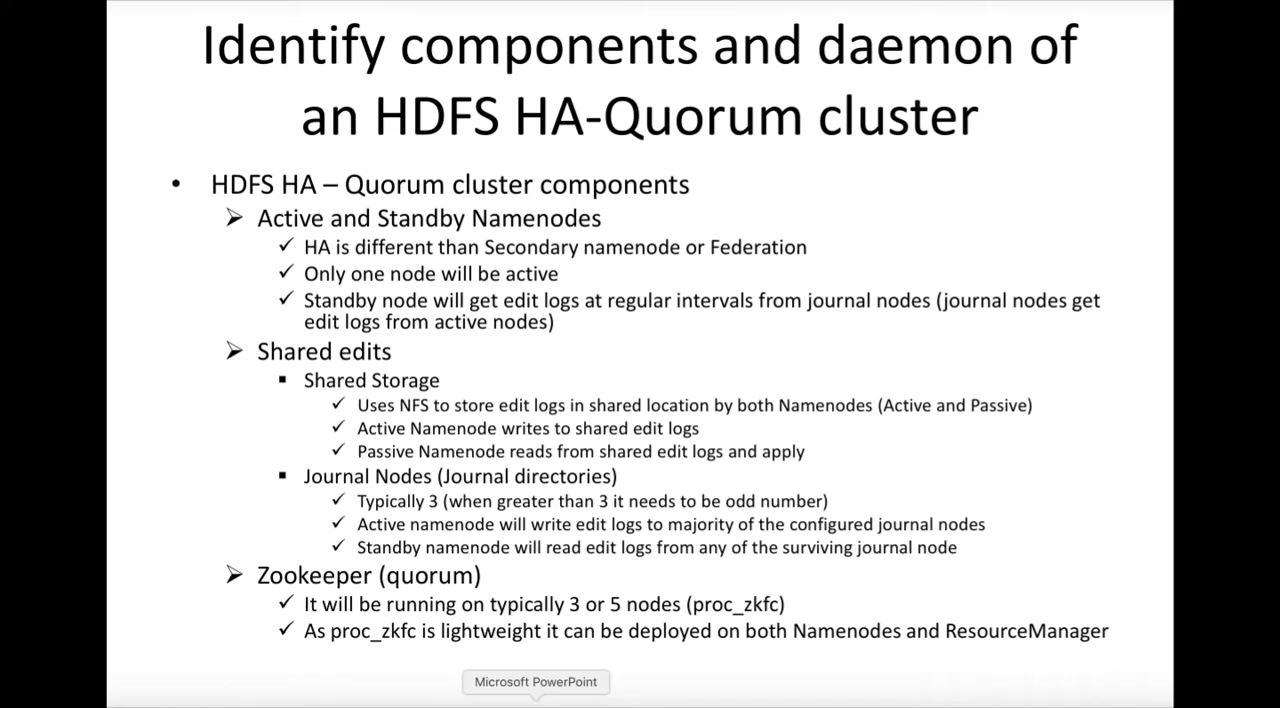 Identify components and daemon of
an HDFS HA-Quorum cluster
• HDFS HA – Quorum cluster components
➢ Active and Standby Namenodes
✓ HA is different than Secondary namenode or Federation
✓ Only one node will be active
✓ Standby node will get edit logs at regular intervals from journal nodes (journal nodes get
edit logs from active nodes)
➢ Shared edits
▪ Shared Storage
✓ Uses NFS to store edit logs in shared location by both Namenodes (Active and Passive)
✓ Active Namenode writes to shared edit logs
✓ Passive Namenode reads from shared edit logs and apply
▪ Journal Nodes (Journal directories)
✓ Typically 3 (when greater than 3 it needs to be odd number)
✓ Active namenode will write edit logs to majority of the configured journal nodes
✓ Standby namenode will read edit logs from any of the surviving journal node
➢ Zookeeper (quorum)
✓ It will be running on typically 3 or 5 nodes (proc_zkfc)
✓ As proc_zkfc is lightweight it can be deployed on both Namenodes and ResourceManager
Microsoft PowerPoint